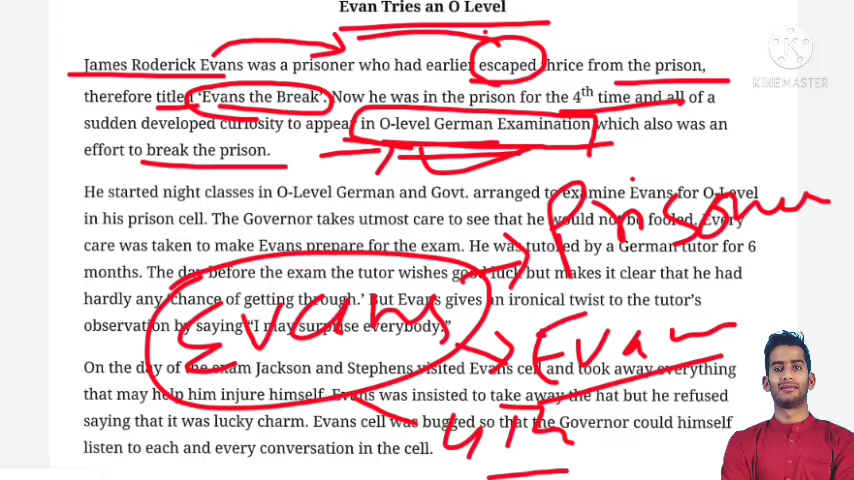 Evan Tries an O Level
James Roderick Evans was a prisoner who had earlier escaped thrice from the prison,
therefore titled 'Evans the Break'. Now he was in the prison for the 4th time and all of a
sudden developed curiosity to appear in O-level German Examination which also was an
effort to break the prison.
He started night classes in O-Level German and Govt. arranged to examine Evans for O-Level
in his prison cell. The Governor takes utmost care to see that he would not be fooled. Every
care was taken to make Evans prepare for the exam. He was tutored by a German tutor for 6
months. The day before the exam the tutor wishes good luck but makes it clear that he had
hardly any 'chance of getting through.' But Evans gives an ironical twist to the tutor's
observation by saying "I may surprise everybody."
On the day of the exam Jackson and Stephens visited Evans cell and took away everything
that may help him injure himself. Evans was insisted to take away the hat but he refused
saying that it was lucky charm. Evans cell was bugged so that the Governor could himself
listen to each and every conversation in the cell.
Prisoner
Evans
Exam
4Th
KINEMASTER